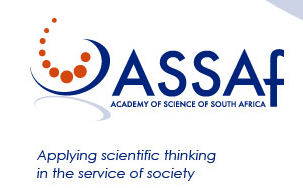 ASSAf
ACADEMY OF SCIENCE OF SOUTH AFRICA
Applying scientific thinking
in the service of society